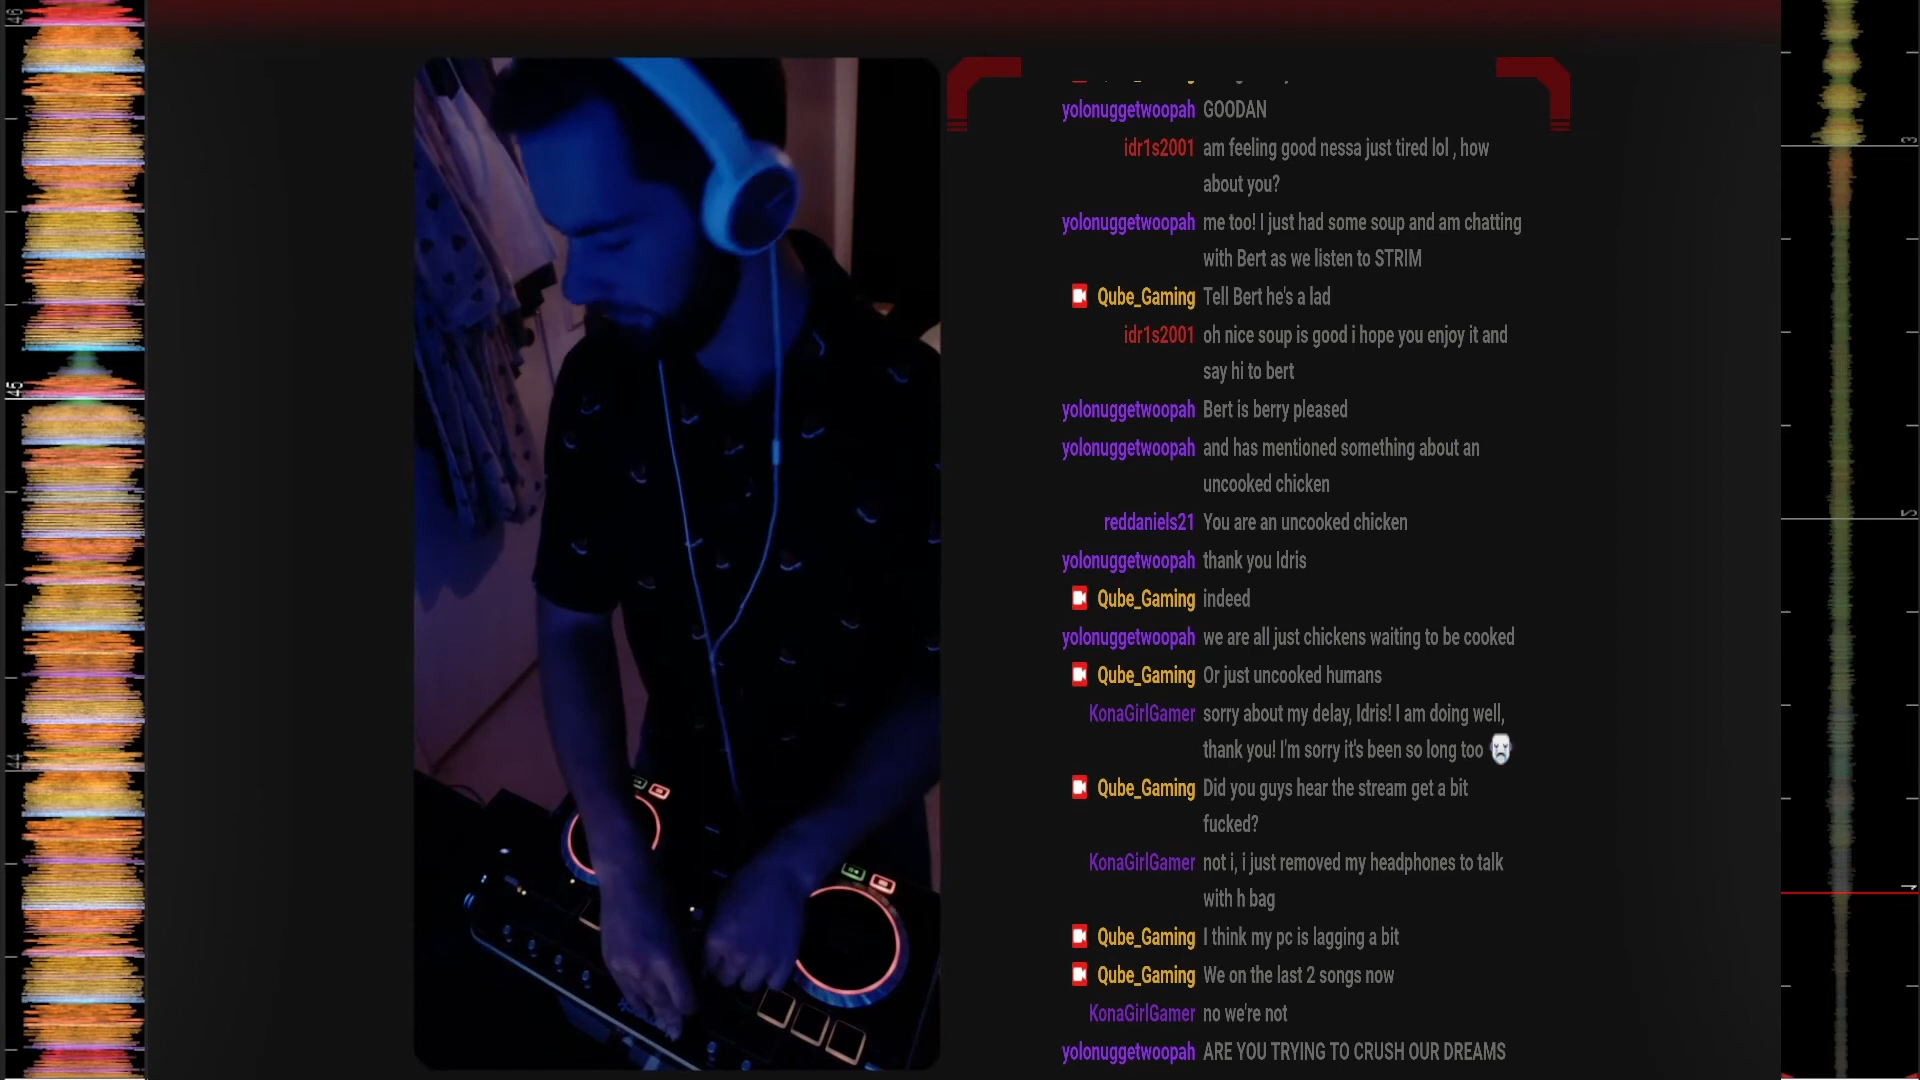 46
45
44
yolonuggetwoopah GOODAN
idr1s2001 am feeling good nessa just tired lol , how
about you?
yolonuggetwoopah me too! I just had some soup and am chatting
with Bert as we listen to STRIM
Qube_Gaming Tell Bert he's a lad
idr1s2001 oh nice soup is good i hope you enjoy it and
say hi to bert
yolonuggetwoopah Bert is berry pleased
yolonuggetwoopah and has mentioned something about an
uncooked chicken
reddaniels21 You are an uncooked chicken
yolonuggetwoopah thank you Idris
Qube_Gaming indeed
yolonuggetwoopah we are all just chickens waiting to be cooked
Qube_Gaming Or just uncooked humans
KonaGirlGamer sorry about my delay, Idris! I am doing well,
thank you! I'm sorry it's been so long too
Qube_Gaming Did you guys hear the stream get a bit
fucked?
KonaGirlGamer not i, i just removed my headphones to talk
with h bag
Qube_Gaming I think my pc is lagging a bit
Qube_Gaming We on the last 2 songs now
KonaGirlGamer no we're not
yolonuggetwoopah ARE YOU TRYING TO CRUSH OUR DREAMS
3
2
1